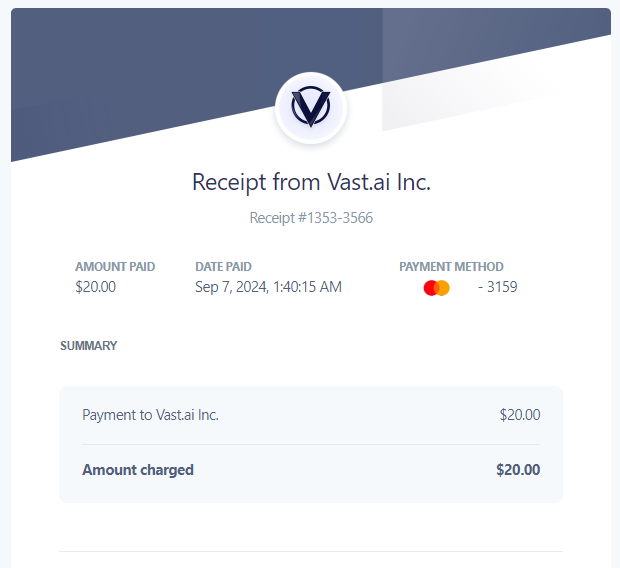 Receipt from Vast.ai Inc.
Receipt #1353-3566
AMOUNT PAID DATE PAID PAYMENT METHOD
$20.00 Sep 7, 2024, 1:40:15 AM - 3159
SUMMARY
Payment to Vast.ai Inc. $20.00
Amount charged $20.00